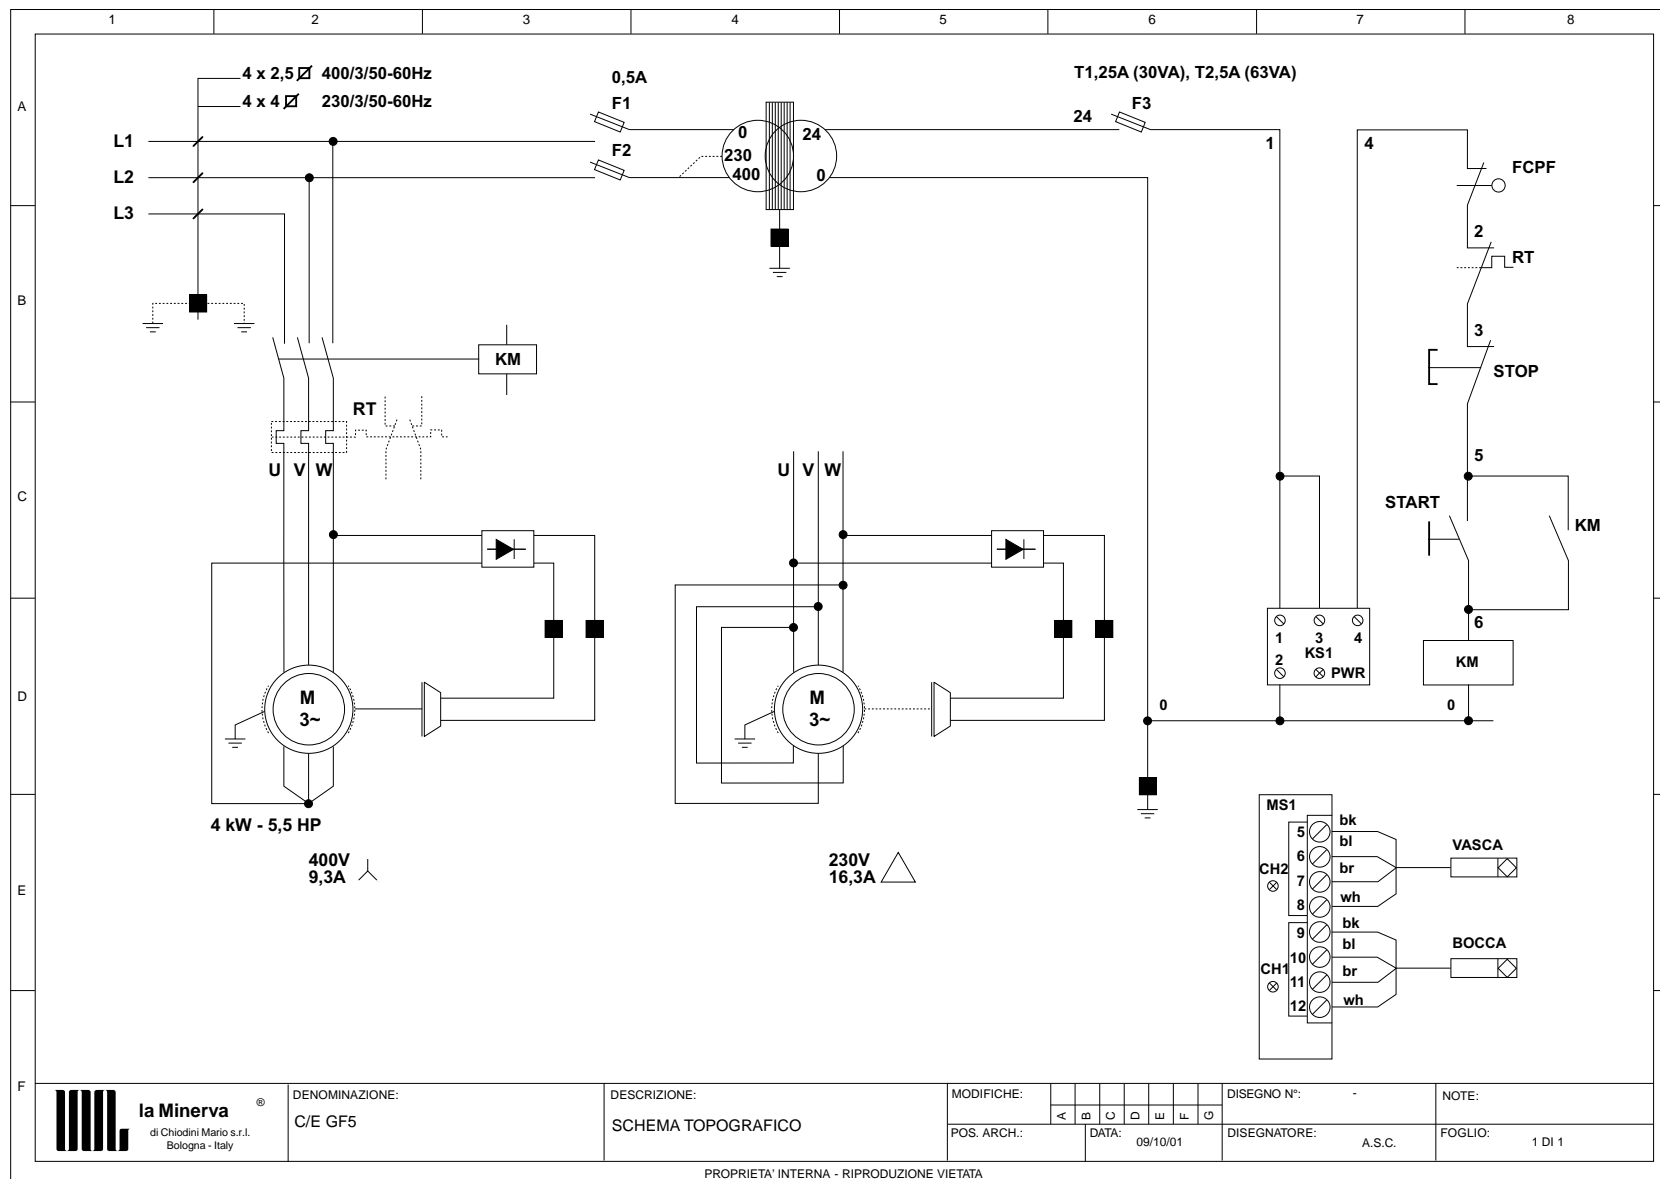 1 2 3 4 5 6 7 8
A
B
C
D
E
F
4 x 2,5 400/3/50-60Hz
4 x 4 230/3/50-60Hz
L1
L2
L3
0,5A
F1
F2
0
230
400
24
0
T1,25A (30VA), T2,5A (63VA)
24
F3
1
4
FCPF
2
RT
3
STOP
5
START
KM
6
KM
0
0
1 3 4
KS1
2
PWR
KM
RT
U V W
M
3~
4 kW - 5,5 HP
400V
9,3A
U V W
M
3~
230V
16,3A
MS1
CH2
5 bk
6 bl
7 br
8 wh
VASCA
CH1
9 bk
10 bl
11 br
12 wh
BOCCA
la Minerva ®
di Chiodini Mario s.r.l.
Bologna - Italy
DENOMINAZIONE:
C/E GF5
DESCRIZIONE:
SCHEMA TOPOGRAFICO
MODIFICHE:
A B C D E F G
POS. ARCH.:
DATA: 09/10/01
DISEGNO N°: -
DISEGNATORE: A.S.C.
NOTE:
FOGLIO: 1 DI 1
PROPRIETA' INTERNA - RIPRODUZIONE VIETATA